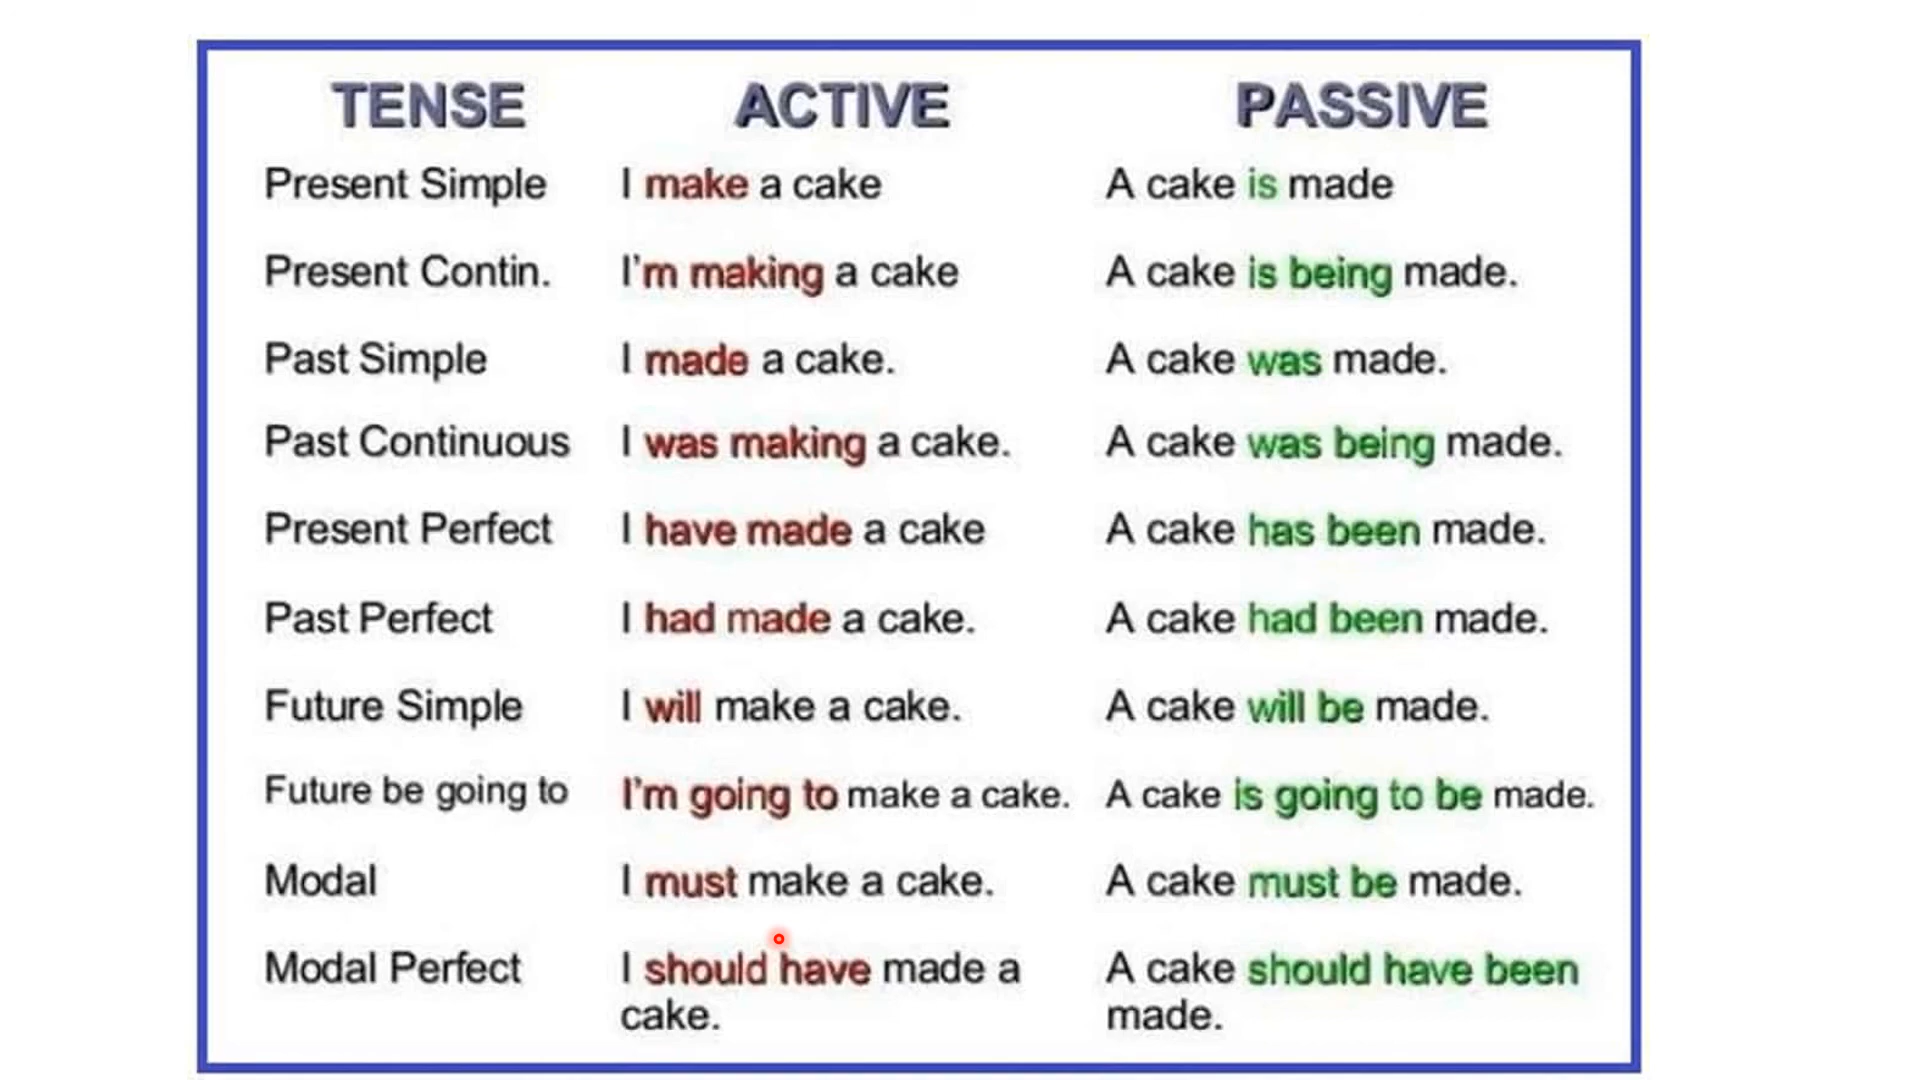 TENSE ACTIVE PASSIVE
Present Simple I make a cake A cake is made
Present Contin. I'm making a cake A cake is being made.
Past Simple I made a cake. A cake was made.
Past Continuous I was making a cake. A cake was being made.
Present Perfect I have made a cake A cake has been made.
Past Perfect I had made a cake. A cake had been made.
Future Simple I will make a cake. A cake will be made.
Future be going to I'm going to make a cake. A cake is going to be made.
Modal I must make a cake. A cake must be made.
Modal Perfect I should have made a A cake should have been
cake. made.